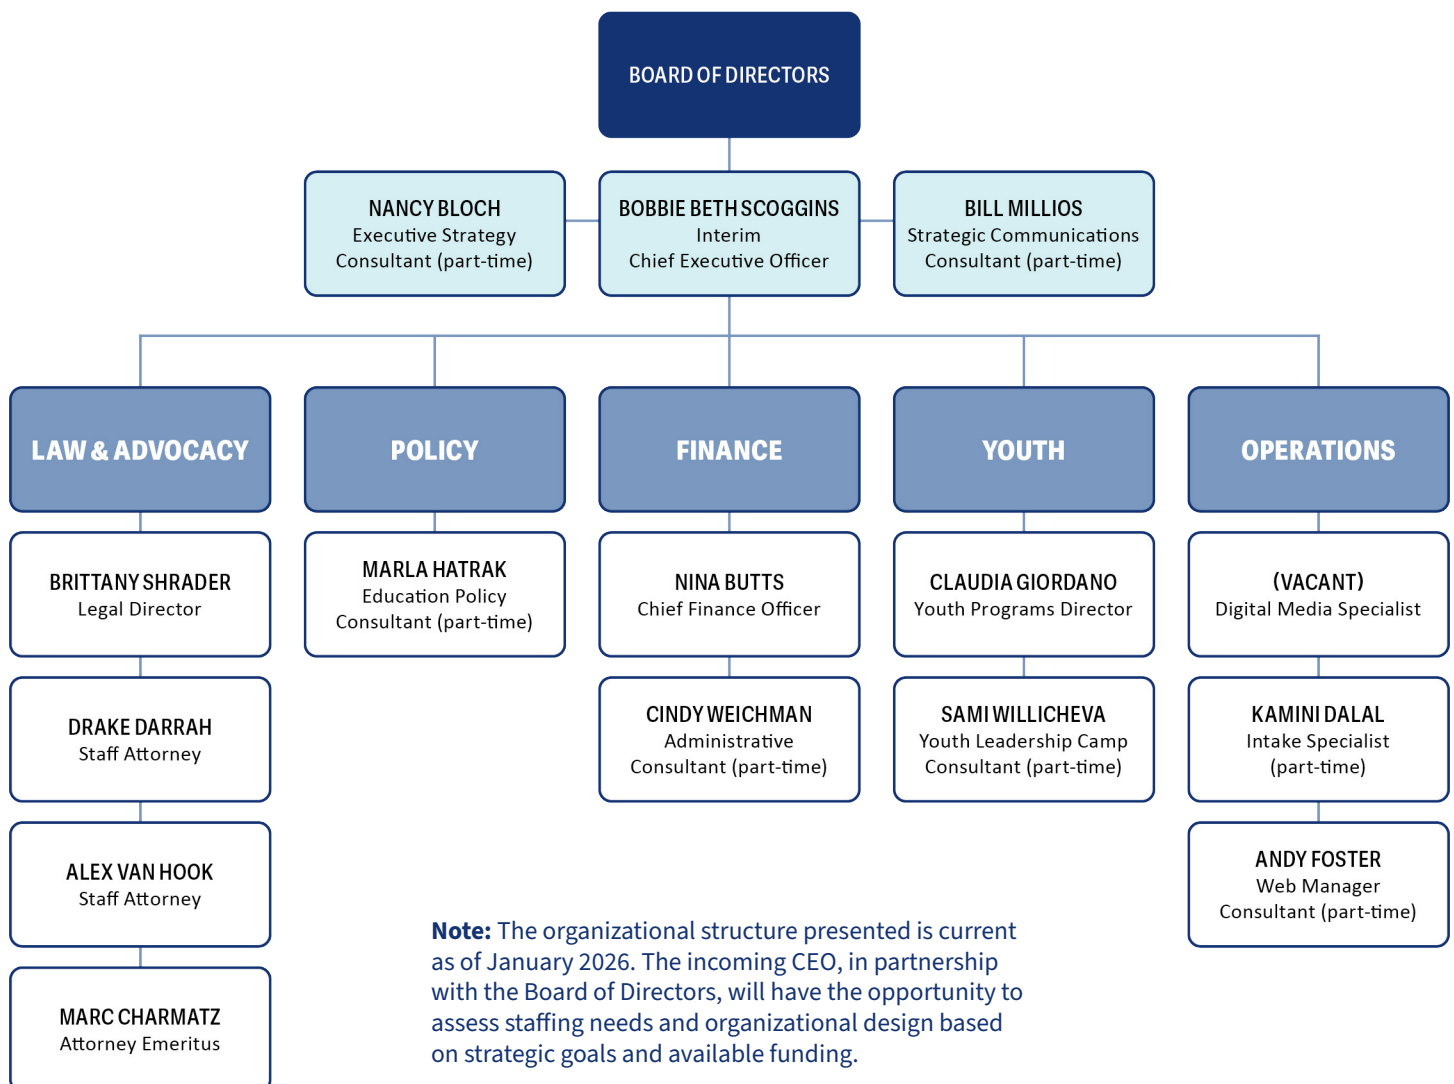 BOARD OF DIRECTORS
NANCY BLOCH
Executive Strategy
Consultant (part-time)
BOBBIE BETH SCOGGINS
Interim
Chief Executive Officer
BILL MILLIOS
Strategic Communications
Consultant (part-time)
LAW & ADVOCACY
POLICY
FINANCE
YOUTH
OPERATIONS
BRITTANY SHRADER
Legal Director
MARLA HATRAK
Education Policy
Consultant (part-time)
NINA BUTTS
Chief Finance Officer
CLAUDIA GIORDANO
Youth Programs Director
(VACANT)
Digital Media Specialist
DRAKE DARRAH
Staff Attorney
CINDY WEICHMAN
Administrative
Consultant (part-time)
SAMI WILLICHEVA
Youth Leadership Camp
Consultant (part-time)
KAMINI DALAL
Intake Specialist
(part-time)
ALEX VAN HOOK
Staff Attorney
ANDY FOSTER
Web Manager
Consultant (part-time)
MARC CHARMATZ
Attorney Emeritus
Note: The organizational structure presented is current
as of January 2026. The incoming CEO, in partnership
with the Board of Directors, will have the opportunity to
assess staffing needs and organizational design based
on strategic goals and available funding.